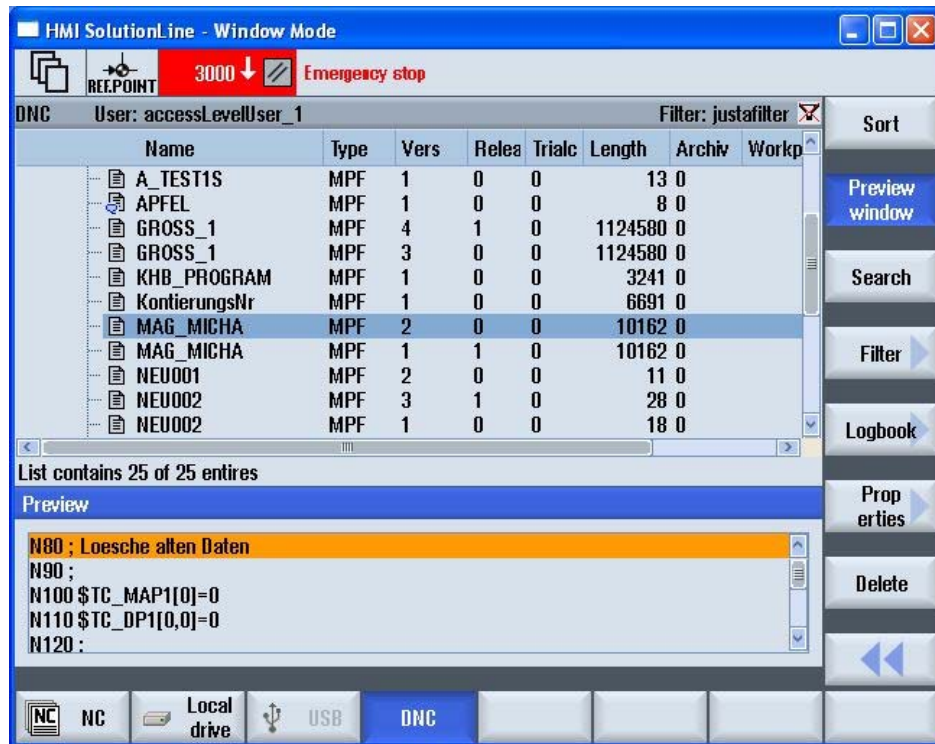 HMI SolutionLine - Window Mode
REF.POINT
3000 Emergency stop
DNC User: accessLevelUser_1 Filter: justafilter
Name Type Vers Relea Trialc Length Archiv Workp
A_TEST1S MPF 1 0 0 13 0
APFEL MPF 1 0 0 8 0
GROSS_1 MPF 4 1 0 1124580 0
GROSS_1 MPF 3 0 0 1124580 0
KHB_PROGRAM MPF 1 0 0 3241 0
KontierungsNr MPF 1 0 0 6691 0
MAG_MICHA MPF 2 0 0 10162 0
MAG_MICHA MPF 1 1 0 10162 0
NEU001 MPF 2 0 0 11 0
NEU002 MPF 3 1 0 28 0
NEU002 MPF 1 0 0 18 0
List contains 25 of 25 entires
Preview
N80 ; Loesche alten Daten
N90 ;
N100 $TC_MAP1[0]=0
N110 $TC_DP1[0,0]=0
N120 ;
Sort
Preview
window
Search
Filter
Logbook
Prop
erties
Delete
NC NC
Local
drive
USB
DNC